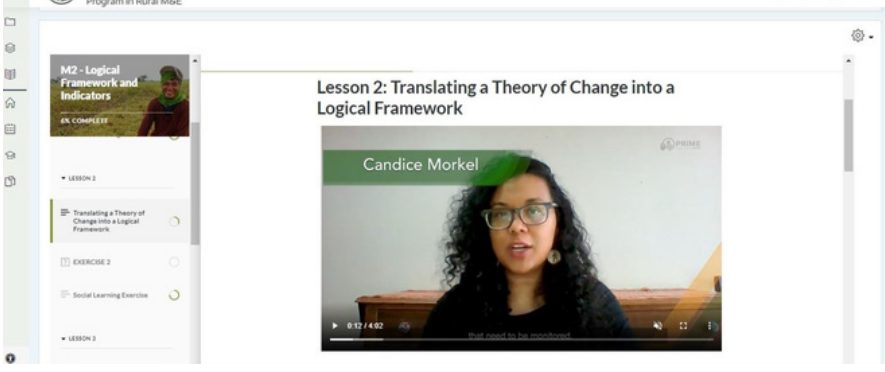 Program in Rural M&E
M2 - Logical
Framework and
Indicators
6% COMPLETE
LESSON 2
Translating a Theory of
Change into a Logical
Framework
EXERCISE 2
Social Learning Exercise
LESSON 3
Lesson 2: Translating a Theory of Change into a
Logical Framework
Candice Morkel
PRIME
0:12 / 4:02
that need to be monitored.